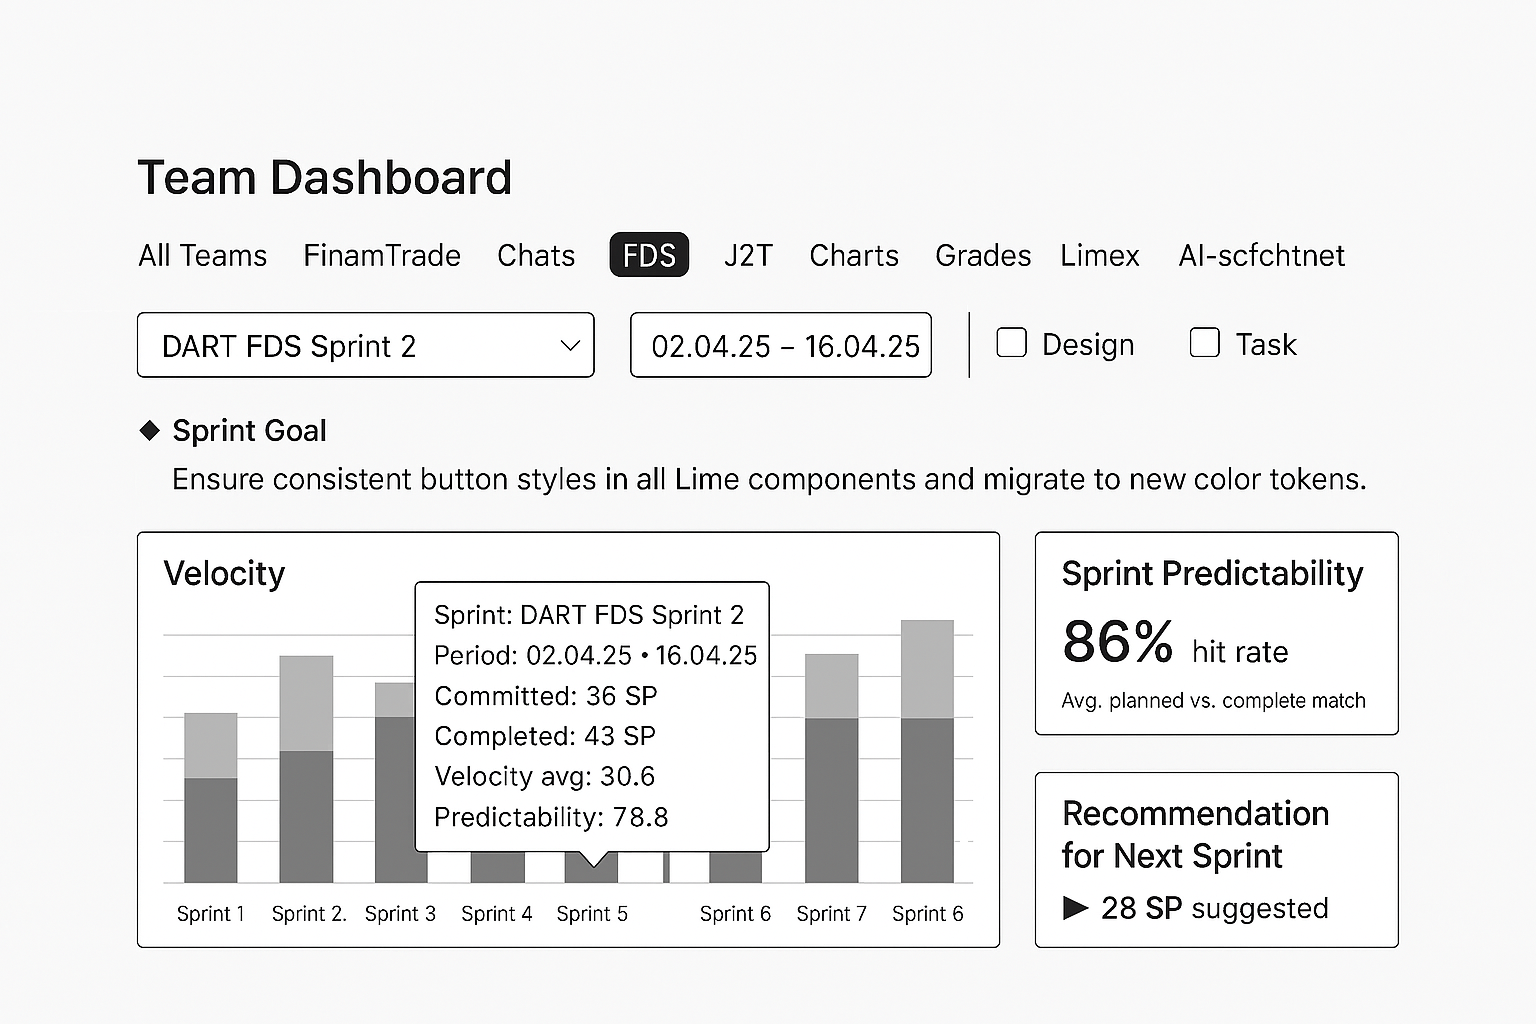 Team Dashboard
All Teams FinamTrade Chats FDS J2T Charts Grades Limex AI-scfchtnet
DART FDS Sprint 2 02.04.25 – 16.04.25 Design Task
◆ Sprint Goal
Ensure consistent button styles in all Lime components and migrate to new color tokens.
Velocity
Sprint: DART FDS Sprint 2
Period: 02.04.25 • 16.04.25
Committed: 36 SP
Completed: 43 SP
Velocity avg: 30.6
Predictability: 78.8
Sprint 1 Sprint 2. Sprint 3 Sprint 4 Sprint 5 Sprint 6 Sprint 7 Sprint 6
Sprint Predictability
86% hit rate
Avg. planned vs. complete match
Recommendation
for Next Sprint
▶ 28 SP suggested